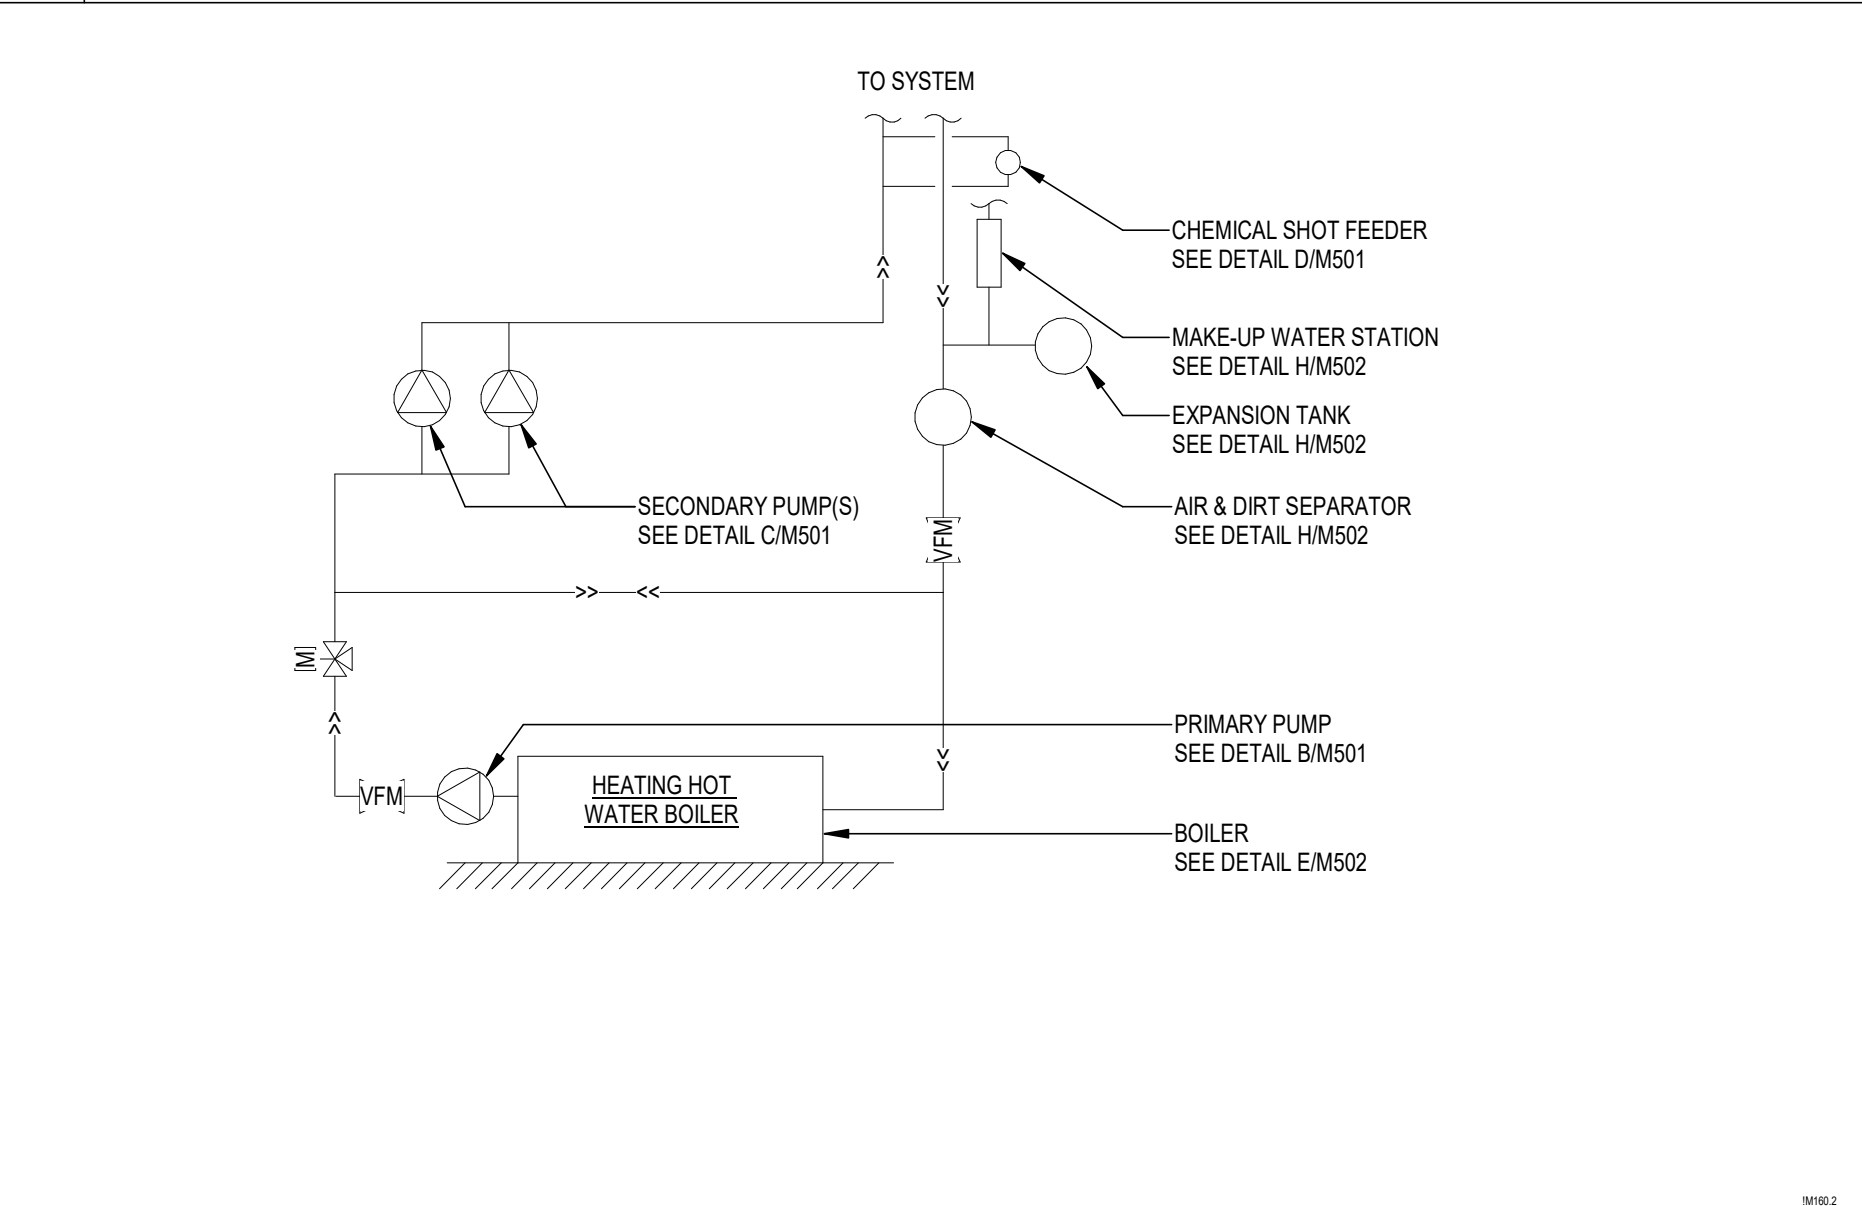 TO SYSTEM
CHEMICAL SHOT FEEDER
SEE DETAIL D/M501
MAKE-UP WATER STATION
SEE DETAIL H/M502
EXPANSION TANK
SEE DETAIL H/M502
SECONDARY PUMP(S)
SEE DETAIL C/M501
AIR & DIRT SEPARATOR
SEE DETAIL H/M502
VFM
[M]
PRIMARY PUMP
SEE DETAIL B/M501
VFM
HEATING HOT
WATER BOILER
BOILER
SEE DETAIL E/M502
!M160.2